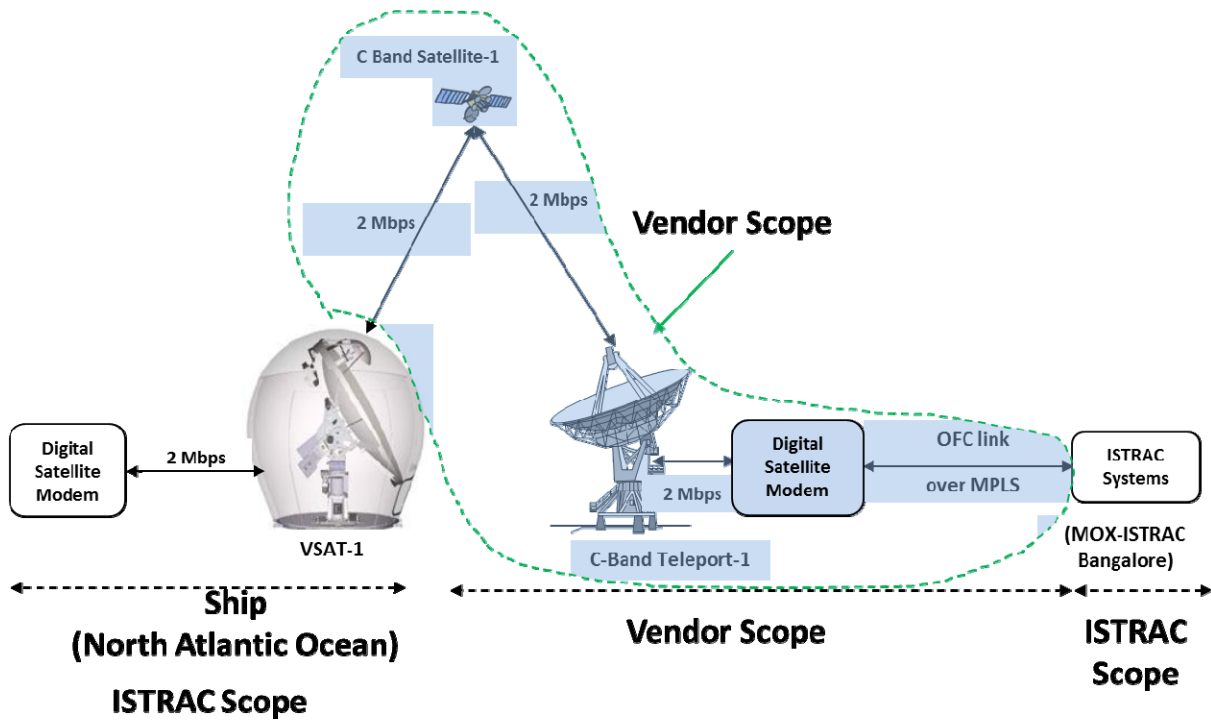 C Band Satellite-1
2 Mbps
2 Mbps
Vendor Scope
Digital
Satellite
Modem
2 Mbps
VSAT-1
2 Mbps
Digital
Satellite
Modem
OFC link
over MPLS
ISTRAC
Systems
(MOX-ISTRAC
Bangalore)
C-Band Teleport-1
Ship
(North Atlantic Ocean)
ISTRAC Scope
Vendor Scope
ISTRAC
Scope